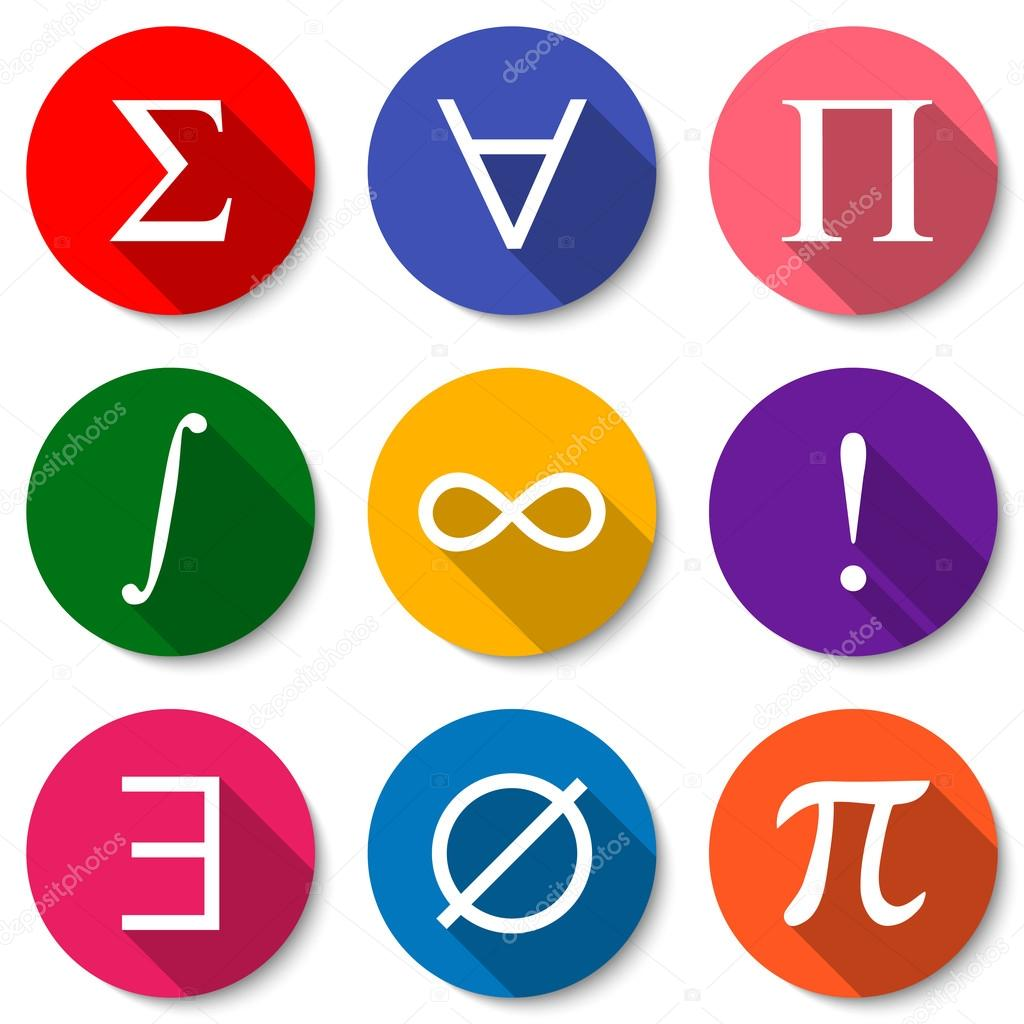 Σ ∀ Π
∫ ∞ !
∃ ∅ π
depositphotos